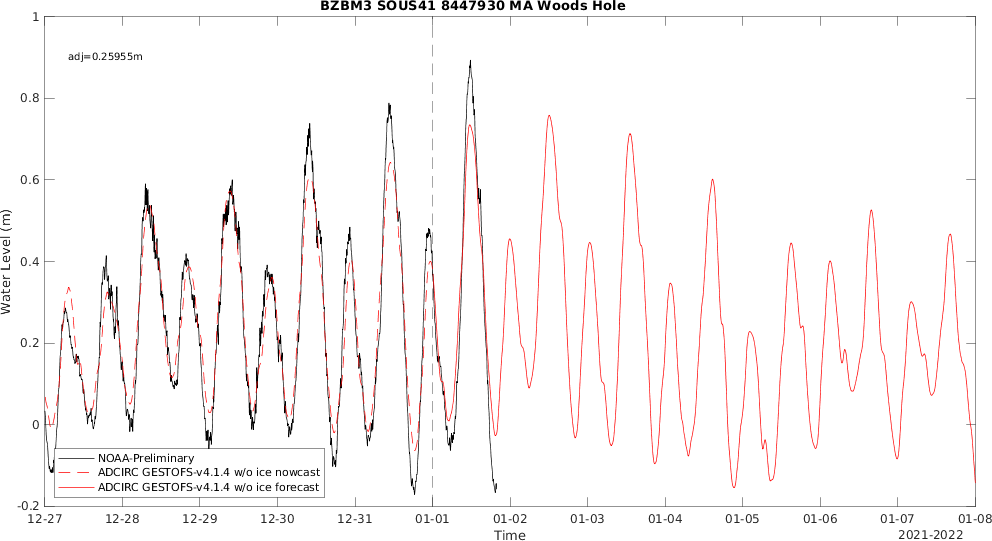 BZBM3 SOUS41 8447930 MA Woods Hole
adj=0.25955m
Water Level (m)
1
0.8
0.6
0.4
0.2
0
-0.2
NOAA-Preliminary
ADCIRC GESTOFS-v4.1.4 w/o ice nowcast
ADCIRC GESTOFS-v4.1.4 w/o ice forecast
12-27 12-28 12-29 12-30 12-31 01-01 01-02 01-03 01-04 01-05 01-06 01-07 01-08
Time
2021-2022